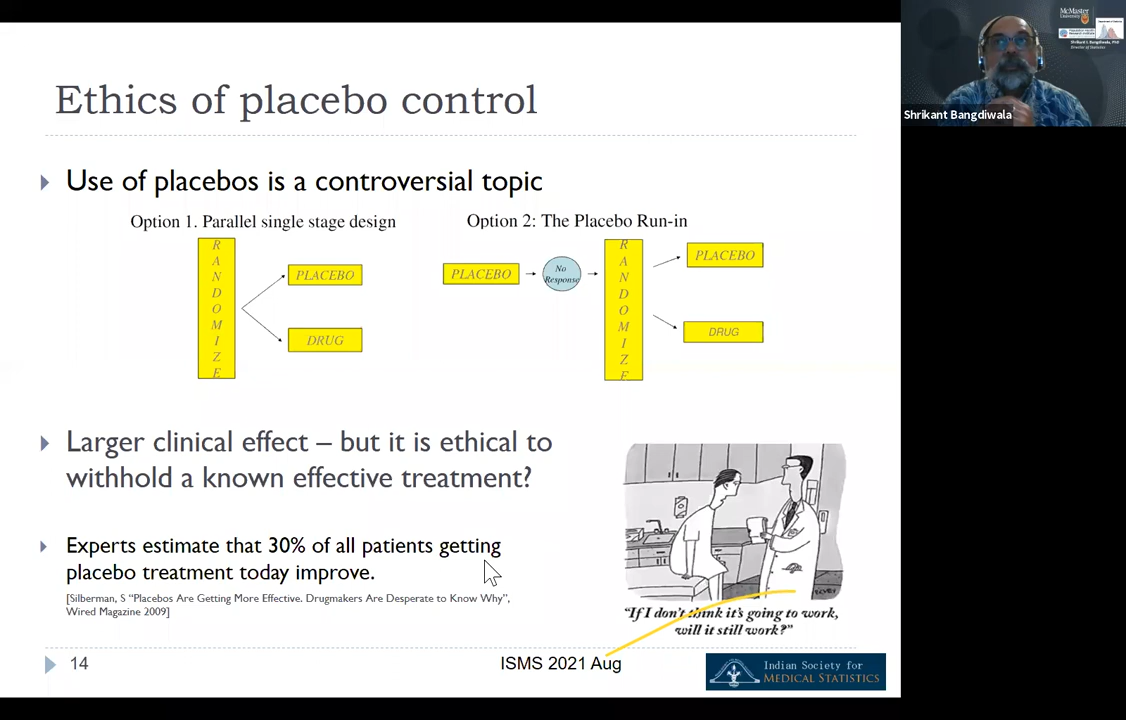 Ethics of placebo control
Use of placebos is a controversial topic
Option 1. Parallel single stage design
RANDOMIZE
PLACEBO
DRUG
Option 2: The Placebo Run-in
PLACEBO
No
Response
RANDOMIZE
PLACEBO
DRUG
Larger clinical effect – but it is ethical to
withhold a known effective treatment?
Experts estimate that 30% of all patients getting
placebo treatment today improve.
[Silberman, S “Placebos Are Getting More Effective. Drugmakers Are Desperate to Know Why”,
Wired Magazine 2009]
“If I don't think it's going to work,
will it still work?”
14
ISMS 2021 Aug
Indian Society for
MEDICAL STATISTICS
McMaster
University
Shrikant Bangdiwala